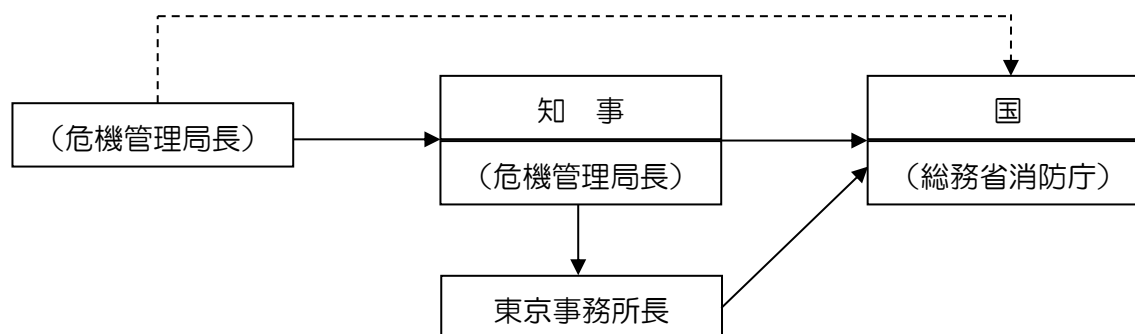 知　事
国
（危機管理局長）
（危機管理局長）
（総務省消防庁）
東京事務所長